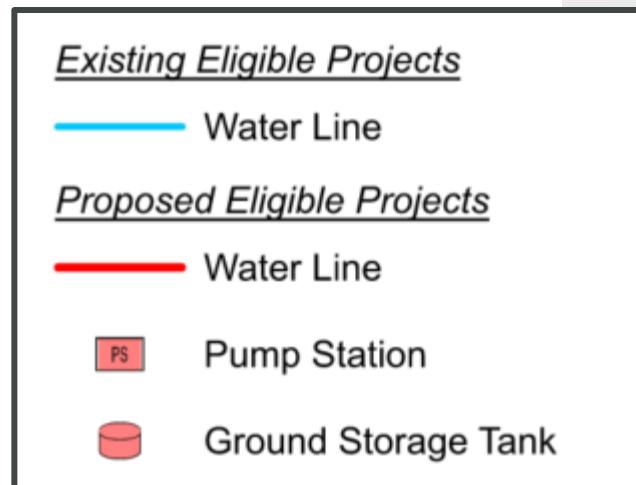 Existing Eligible Projects
Water Line
Proposed Eligible Projects
Water Line
PS Pump Station
Ground Storage Tank